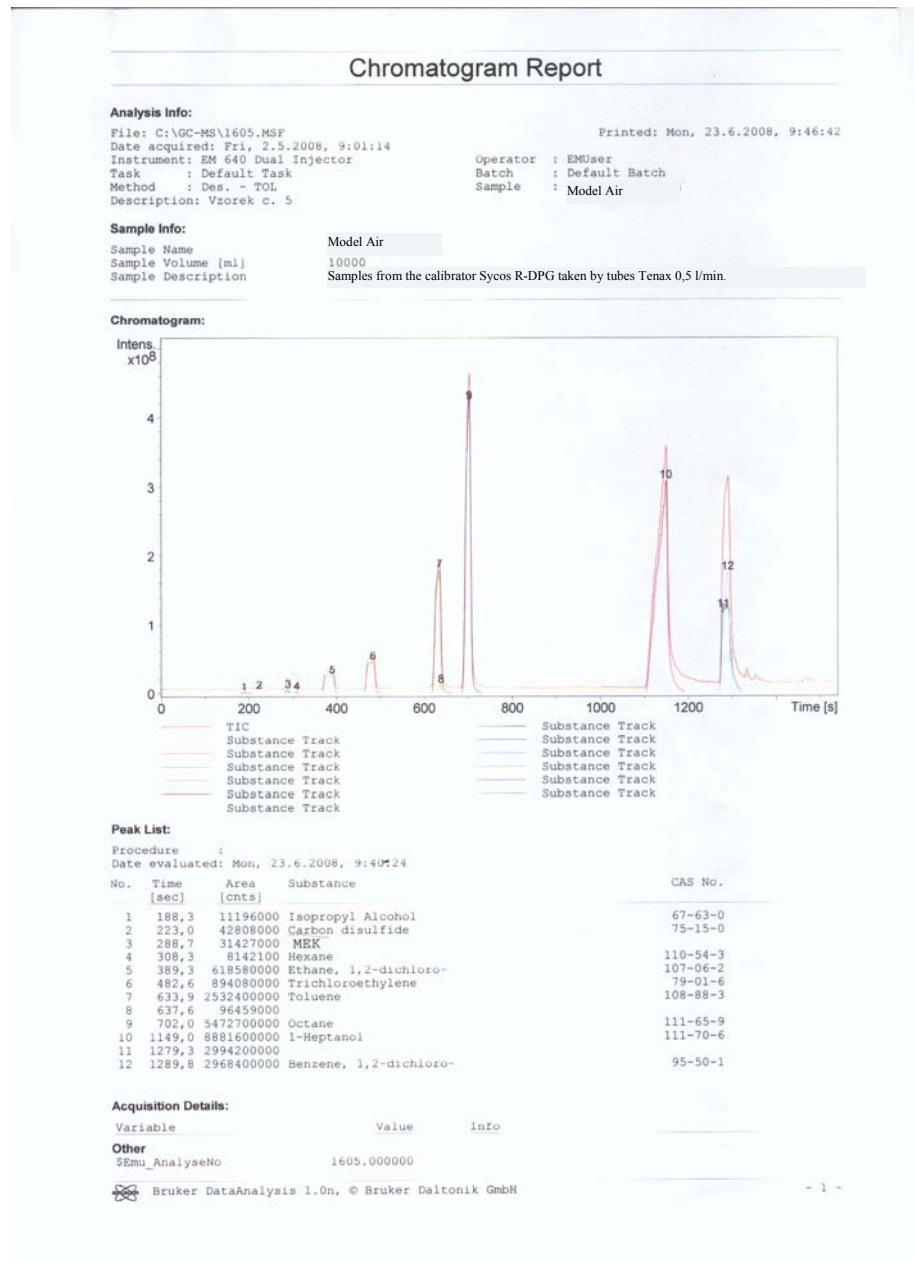 Chromatogram Report
Analysis Info:
File: C:\GC-MS\1605.MSF Printed: Mon, 23.6.2008, 9:46:42
Date acquired: Fri, 2.5.2008, 9:01:14
Instrument: EM 640 Dual Injector Operator : EMUser
Task : Default Task Batch : Default Batch
Method : Des. - TOL Sample : Model Air
Description: Vzorek c. 5
Sample Info:
Sample Name Model Air
Sample Volume [ml] 10000
Sample Description Samples from the calibrator Sycos R-DPG taken by tubes Tenax 0,5 l/min.
Chromatogram:
Intens.
x10^8
9
4
3 10
2
7 12
1 11
5 6 8
1 2 3 4
0
0 200 400 600 800 1000 1200 Time [s]
TIC Substance Track
Substance Track Substance Track
Substance Track Substance Track
Substance Track Substance Track
Substance Track Substance Track
Substance Track Substance Track
Substance Track
Peak List:
Procedure :
Date evaluated: Mon, 23.6.2008, 9:40:24
No. Time Area Substance CAS No.
[sec] [cnts]
1 188,3 11196000 Isopropyl Alcohol 67-63-0
2 223,0 42808000 Carbon disulfide 75-15-0
3 288,7 31427000 MEK
4 308,3 8142100 Hexane 110-54-3
5 389,3 618580000 Ethane, 1,2-dichloro- 107-06-2
6 482,6 894080000 Trichloroethylene 79-01-6
7 633,9 2532400000 Toluene 108-88-3
8 637,6 96459000
9 702,0 5472700000 Octane 111-65-9
10 1149,0 8881600000 1-Heptanol 111-70-6
11 1279,3 2994200000
12 1289,8 2968400000 Benzene, 1,2-dichloro- 95-50-1
Acquisition Details:
Variable Value Info
Other
$Emu_AnalyseNo 1605.000000
Bruker DataAnalysis 1.0n, © Bruker Daltonik GmbH - 1 -